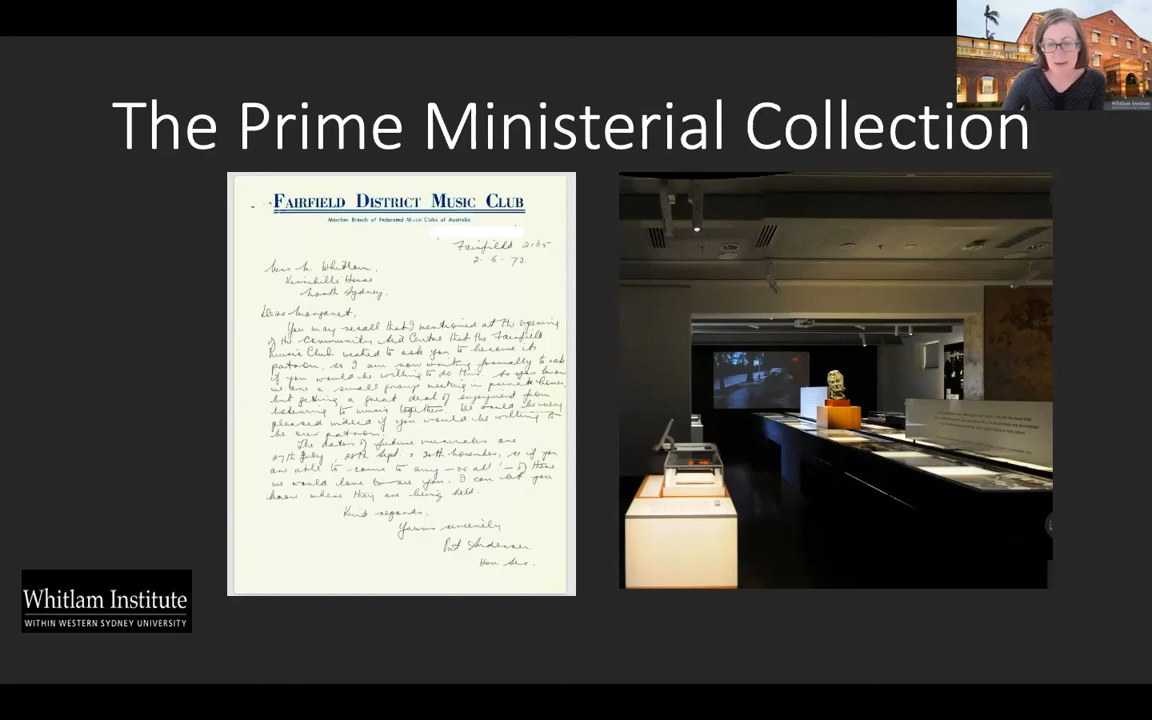 The Prime Ministerial Collection
Whitlam Institute
FAIRFIELD DISTRICT MUSIC CLUB
Member Branch of Federated Music Clubs of Australia
Fairfield 2165
2-6-73.
Mrs M. Whitlam,
Kirribilli House
North Sydney.
Dear Margaret,
You may recall that I mentioned at the opening
of the Community Aid Centre that the Fairfield
Music Club wanted to ask you to become its
patron, so I am now writing formally to ask
if you would be willing to do this. As you know
we are a small group meeting in private homes,
but getting a great deal of enjoyment from
listening to music together. We would be very
pleased indeed if you would be willing to
be our patron.
The dates of future musicales are
27th July, 28th Sept. & 30th November, so if you
are able to come to any - or all! - of these
we would love to see you. I can let you
know where they are being held.
Kind regards.
Yours sincerely
Pat Anderson
Hon Sec.
Whitlam Institute
WITHIN WESTERN SYDNEY UNIVERSITY